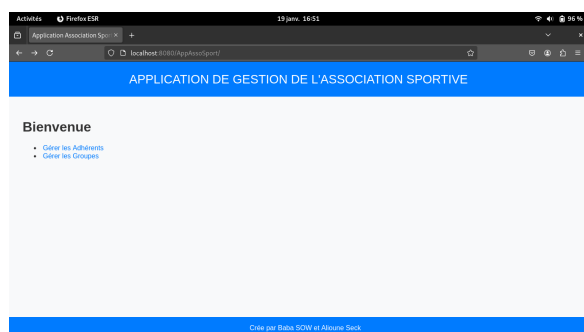 Activités Firefox ESR 19 janv. 16:51 96 %
Application Association Spor × +
localhost:8080/AppAssoSport/
APPLICATION DE GESTION DE L'ASSOCIATION SPORTIVE
Bienvenue
Gérer les Adhérents
Gérer les Groupes
Crée par Baba SOW et Alioune Seck